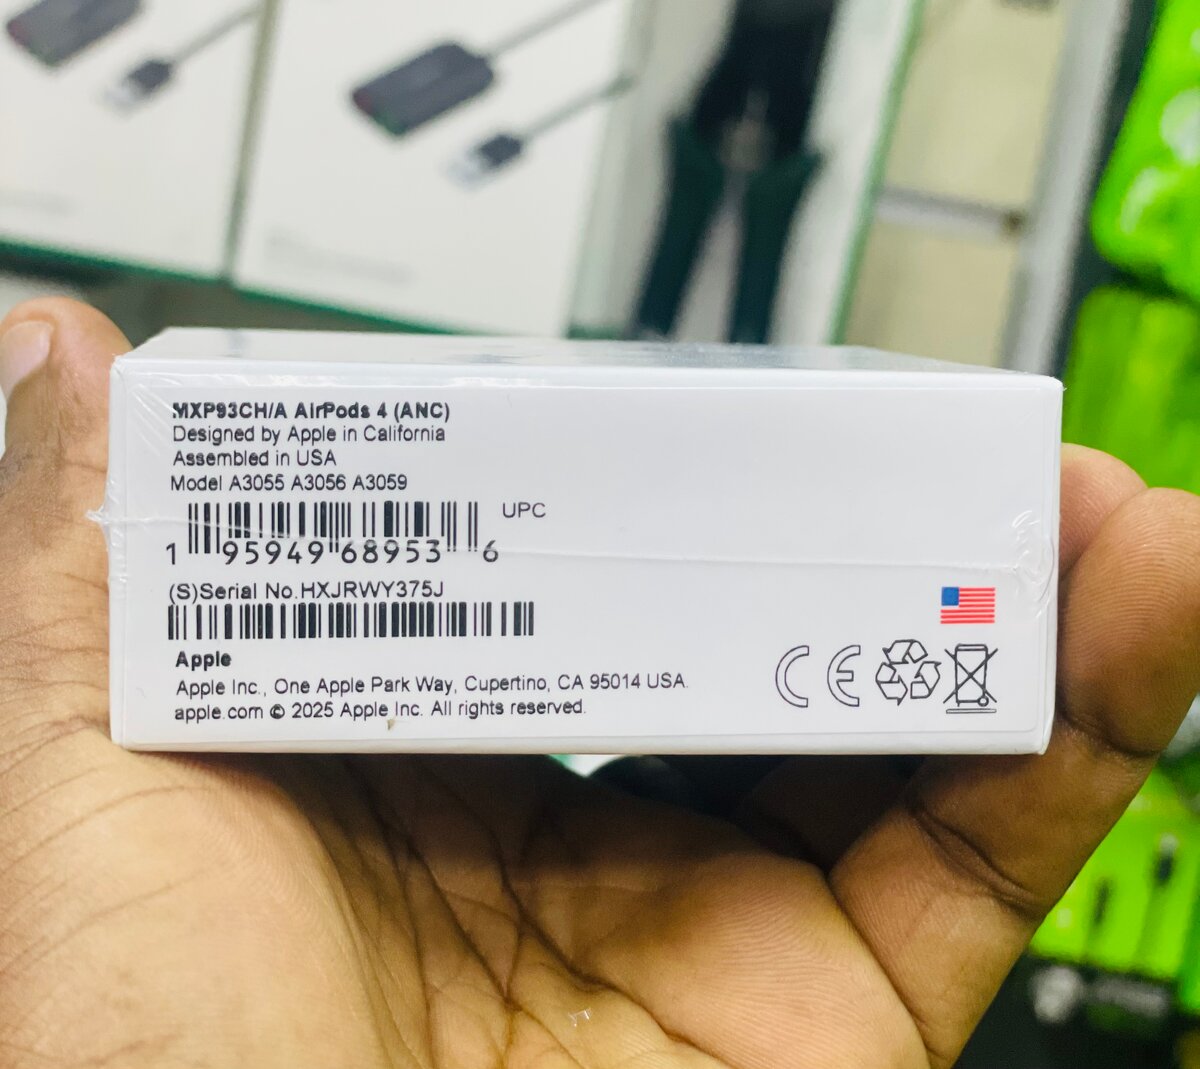 MXP93CH/A AirPods 4 (ANC)
Designed by Apple in California
Assembled in USA
Model A3055 A3056 A3059
UPC
1 95949 68953 6
(S)Serial No.HXJRWY375J
Apple
Apple Inc., One Apple Park Way, Cupertino, CA 95014 USA.
apple.com © 2025 Apple Inc. All rights reserved.
CE